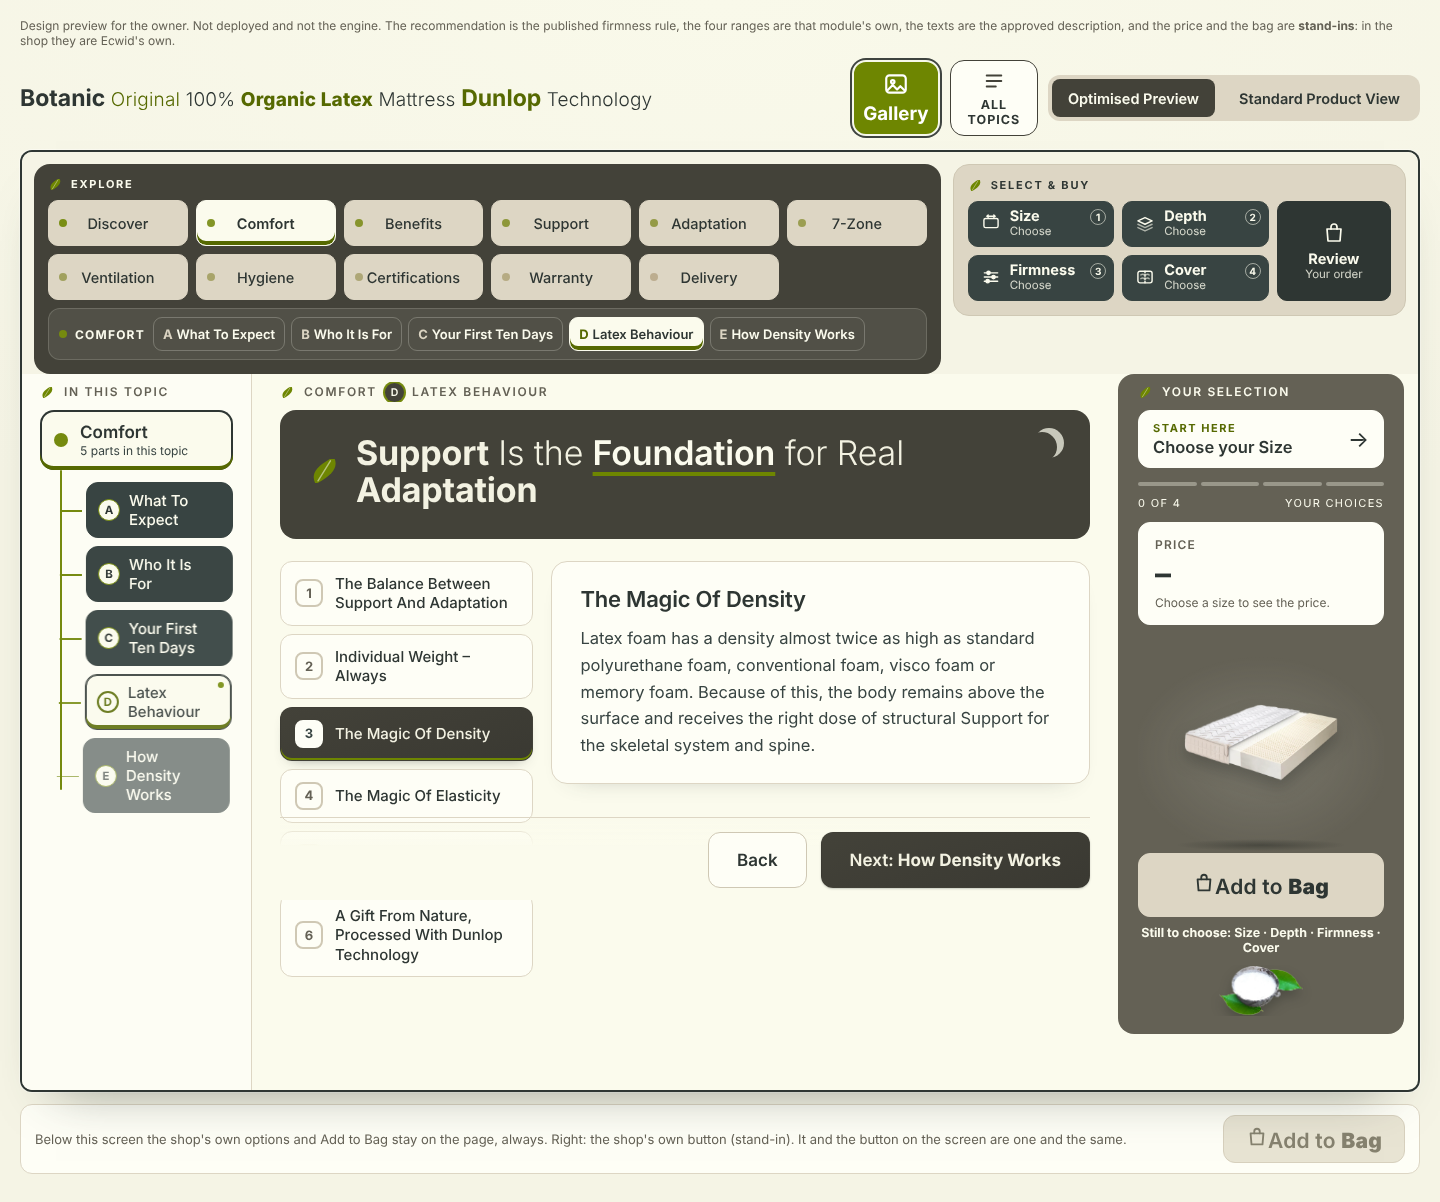 Design preview for the owner. Not deployed and not the engine. The recommendation is the published firmness rule, the four ranges are that module's own, the texts are the approved description, and the price and the bag are stand-ins: in the
shop they are Ecwid's own.
Botanic Original 100% Organic Latex Mattress Dunlop Technology
Gallery
ALL
TOPICS
Optimised Preview
Standard Product View
EXPLORE
Discover
Comfort
Benefits
Support
Adaptation
7-Zone
Ventilation
Hygiene
Certifications
Warranty
Delivery
COMFORT
A What To Expect
B Who It Is For
C Your First Ten Days
D Latex Behaviour
E How Density Works
SELECT & BUY
Size
Choose
1
Depth
Choose
2
Firmness
Choose
3
Cover
Choose
4
Review
Your order
IN THIS TOPIC
Comfort
5 parts in this topic
A
What To
Expect
B
Who It Is
For
C
Your First
Ten Days
D
Latex
Behaviour
E
How
Density
Works
COMFORT D LATEX BEHAVIOUR
Support Is the Foundation for Real
Adaptation
1
The Balance Between
Support And Adaptation
2
Individual Weight –
Always
3
The Magic Of Density
4
The Magic Of Elasticity
6
A Gift From Nature,
Processed With Dunlop
Technology
The Magic Of Density
Latex foam has a density almost twice as high as standard
polyurethane foam, conventional foam, visco foam or
memory foam. Because of this, the body remains above the
surface and receives the right dose of structural Support for
the skeletal system and spine.
Back
Next: How Density Works
YOUR SELECTION
START HERE
Choose your Size
0 OF 4
YOUR CHOICES
PRICE
–
Choose a size to see the price.
Add to Bag
Still to choose: Size · Depth · Firmness ·
Cover
Below this screen the shop's own options and Add to Bag stay on the page, always. Right: the shop's own button (stand-in). It and the button on the screen are one and the same.
Add to Bag